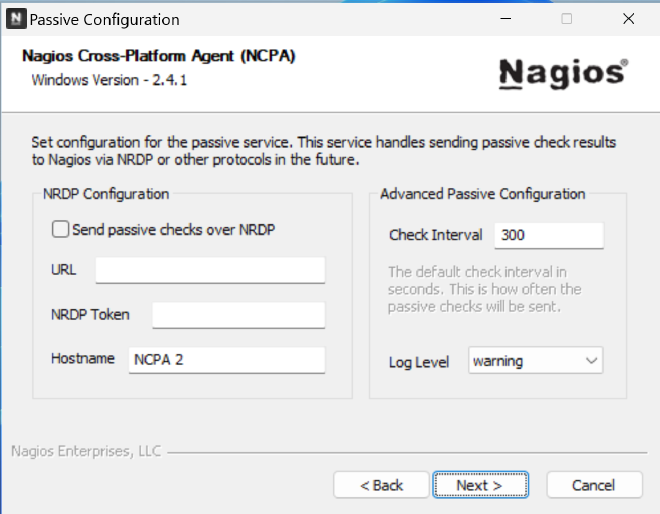 Passive Configuration
Nagios Cross-Platform Agent (NCPA)
Windows Version - 2.4.1
Nagios®
Set configuration for the passive service. This service handles sending passive check results
to Nagios via NRDP or other protocols in the future.
NRDP Configuration
Send passive checks over NRDP
URL
NRDP Token
Hostname NCPA 2
Advanced Passive Configuration
Check Interval 300
The default check interval in
seconds. This is how often the
passive checks will be sent.
Log Level warning
Nagios Enterprises, LLC
< Back Next > Cancel